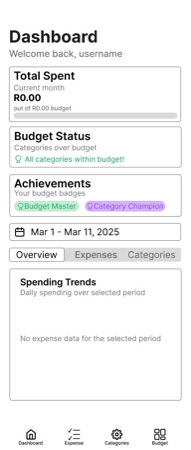 Dashboard
Welcome back, username
Total Spent
Current month
R0.00
out of R0.00 budget
Budget Status
Categories over budget
All categories within budget!
Achievements
Your budget badges
Budget Master Category Champion
Mar 1 - Mar 11, 2025
Overview Expenses Categories
Spending Trends
Daily spending over selected period
No expense data for the selected period
Dashboard Expense Categories Budget